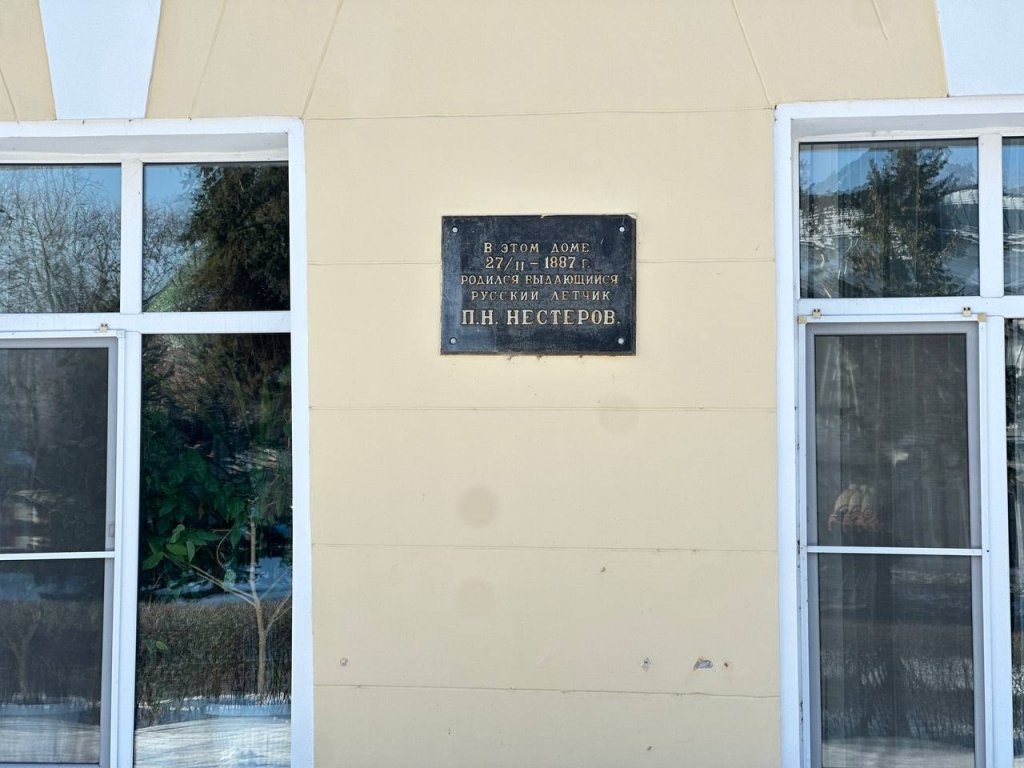 В ЭТОМ ДОМЕ
27/II - 1887 г.
РОДИЛСЯ ВЫДАЮЩИЙСЯ
РУССКИЙ ЛЕТЧИК
П.Н. НЕСТЕРОВ.